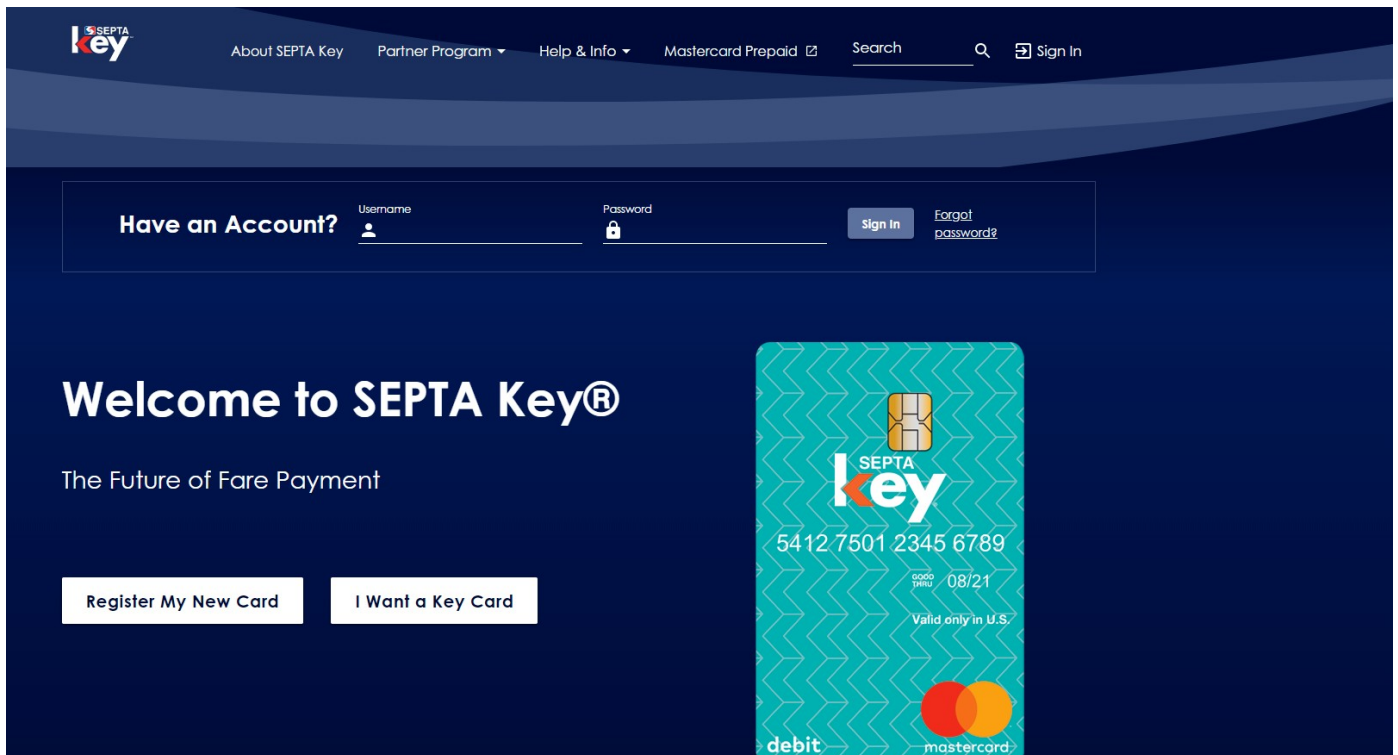 SEPTA
key
About SEPTA Key Partner Program Help & Info Mastercard Prepaid Search Sign In
Have an Account?
Username
Password
Sign In
Forgot
password?
Welcome to SEPTA Key®
The Future of Fare Payment
Register My New Card
I Want a Key Card
SEPTA
key
5412 7501 2345 6789
GOOD
THRU 08/21
Valid only in U.S.
debit
mastercard